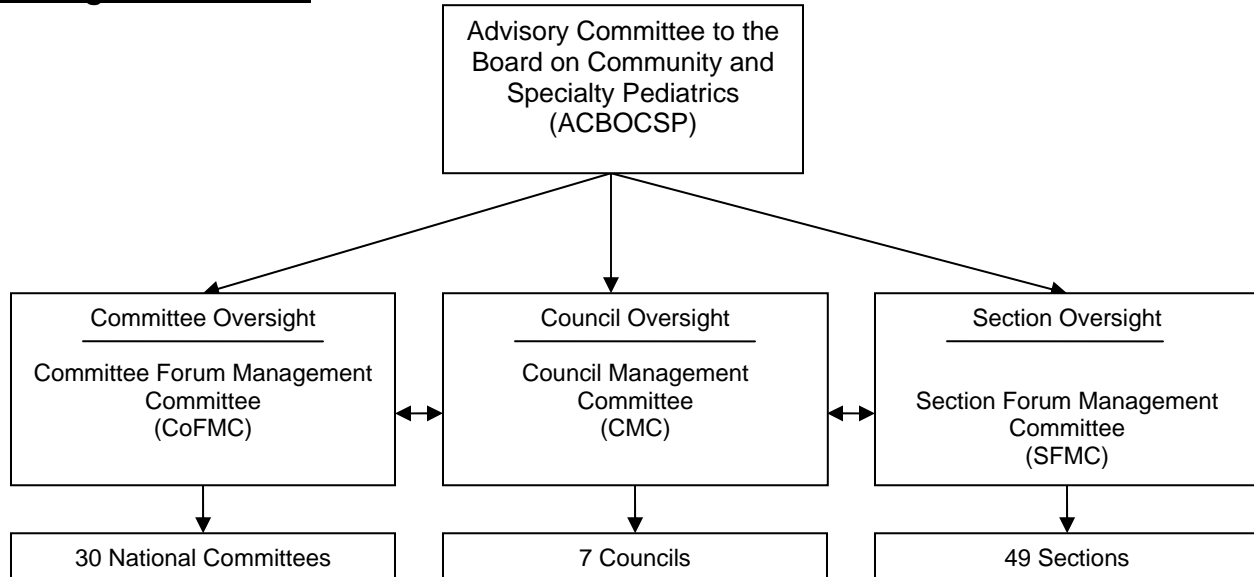 Advisory Committee to the
Board on Community and
Specialty Pediatrics
(ACBOCSP)
Committee Oversight
Committee Forum Management
Committee
(CoFMC)
Council Oversight
Council Management
Committee
(CMC)
Section Oversight
Section Forum Management
Committee
(SFMC)
30 National Committees
7 Councils
49 Sections